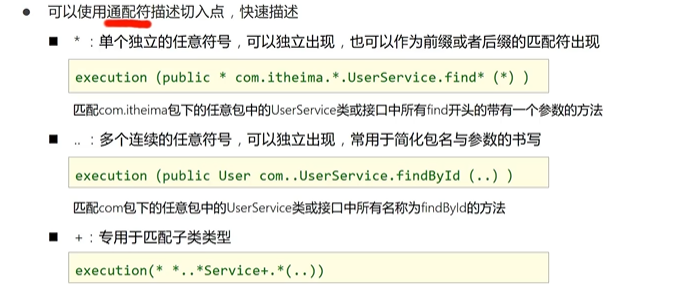 ● 可以使用通配符描述切入点，快速描述
■ * ：单个独立的任意符号，可以独立出现，也可以作为前缀或者后缀的匹配符出现
execution (public * com.itheima.*.UserService.find* (*) )
匹配com.itheima包下的任意包中的UserService类或接口中所有find开头的带有一个参数的方法
■ .. ：多个连续的任意符号，可以独立出现，常用于简化包名与参数的书写
execution (public User com..UserService.findById (..) )
匹配com包下的任意包中的UserService类或接口中所有名称为findById的方法
■ +：专用于匹配子类类型
execution(* *..*Service+.*(..))